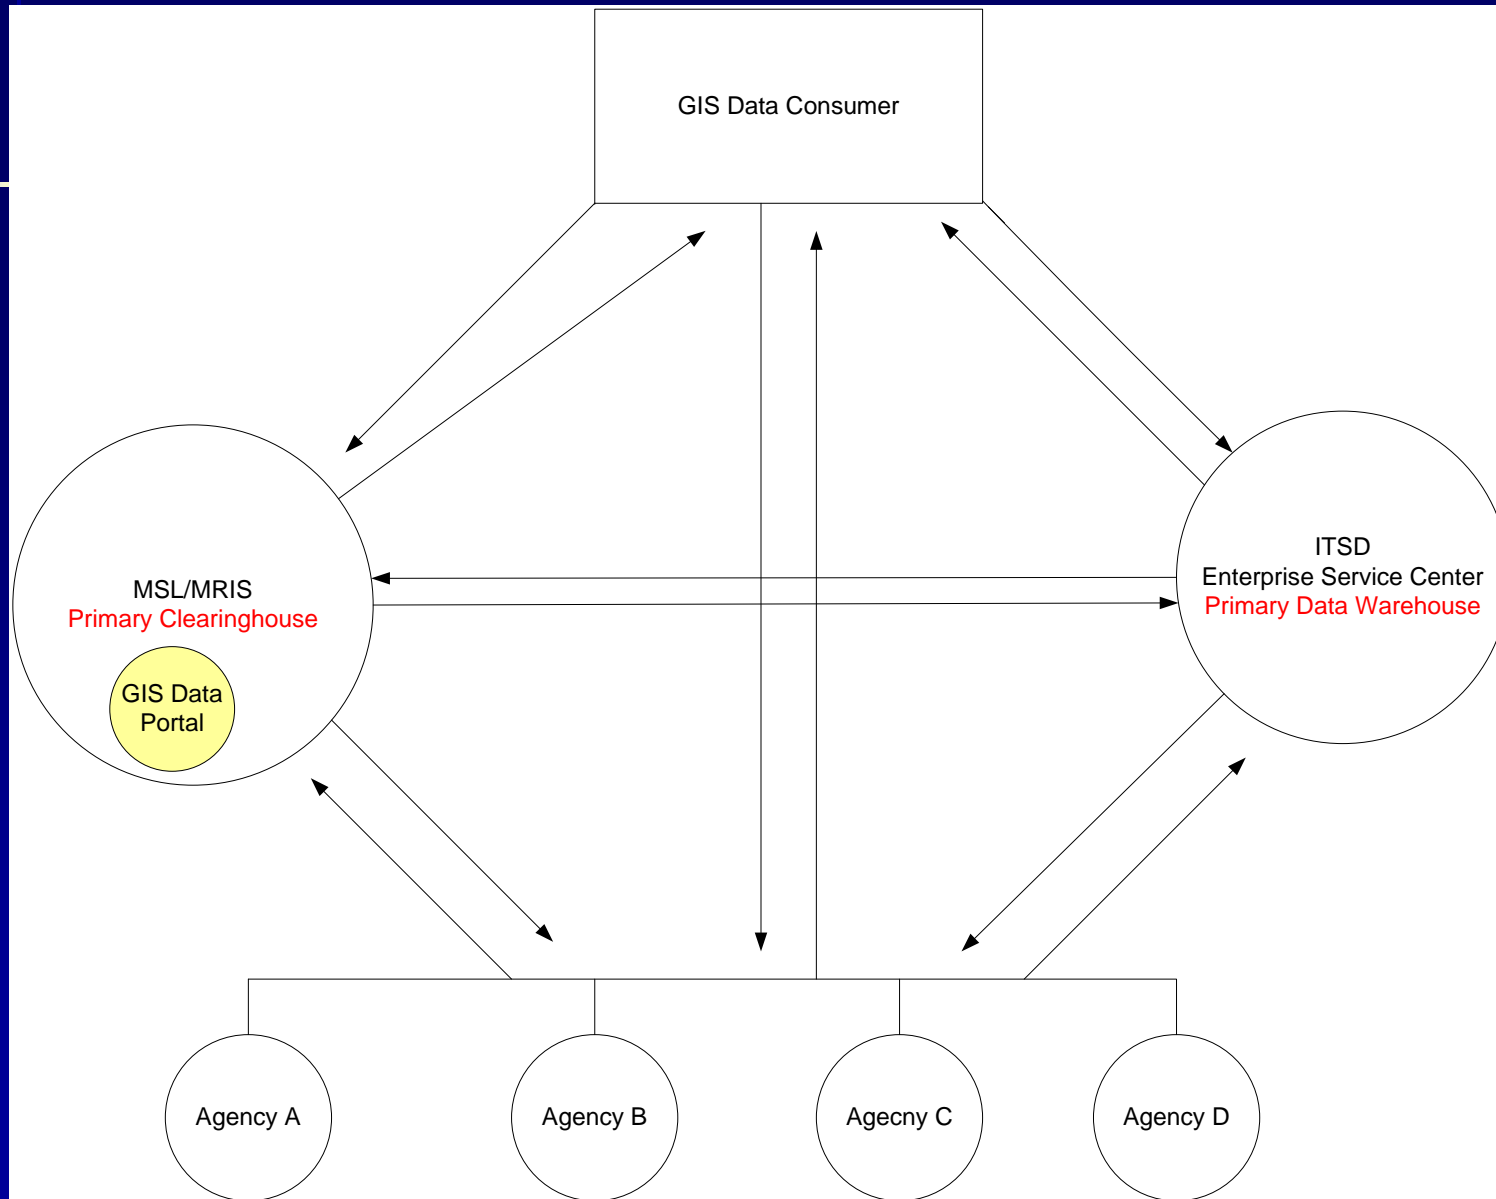 GIS Data Consumer
MSL/MRIS
Primary Clearinghouse
GIS Data
Portal
ITSD
Enterprise Service Center
Primary Data Warehouse
Agency A
Agency B
Agecny C
Agency D